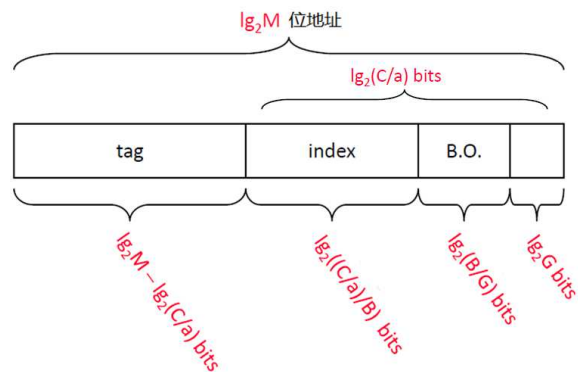 lg₂M 位地址
lg₂(C/a) bits
tag
index
B.O.
lg₂M – lg₂(C/a) bits
lg₂((C/a)/B) bits
lg₂(B/G) bits
lg₂G bits